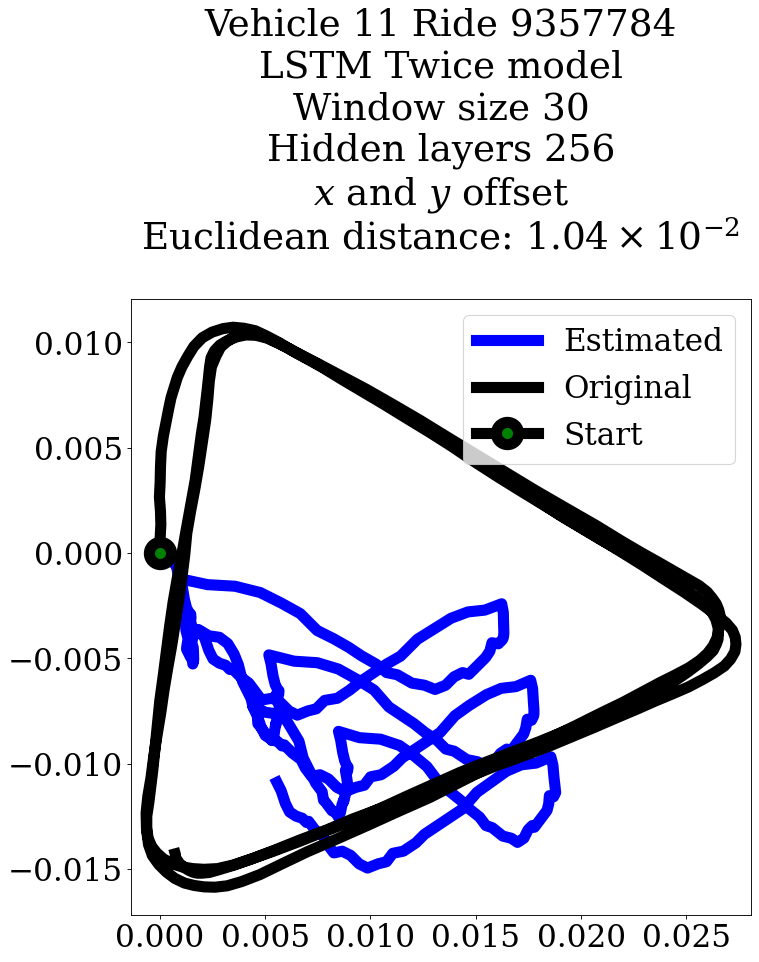 Vehicle 11 Ride 9357784
LSTM Twice model
Window size 30
Hidden layers 256
x and y offset
Euclidean distance: 1.04 × 10⁻²
Estimated
Original
Start
0.010
0.005
0.000
−0.005
−0.010
−0.015
0.000 0.005 0.010 0.015 0.020 0.025